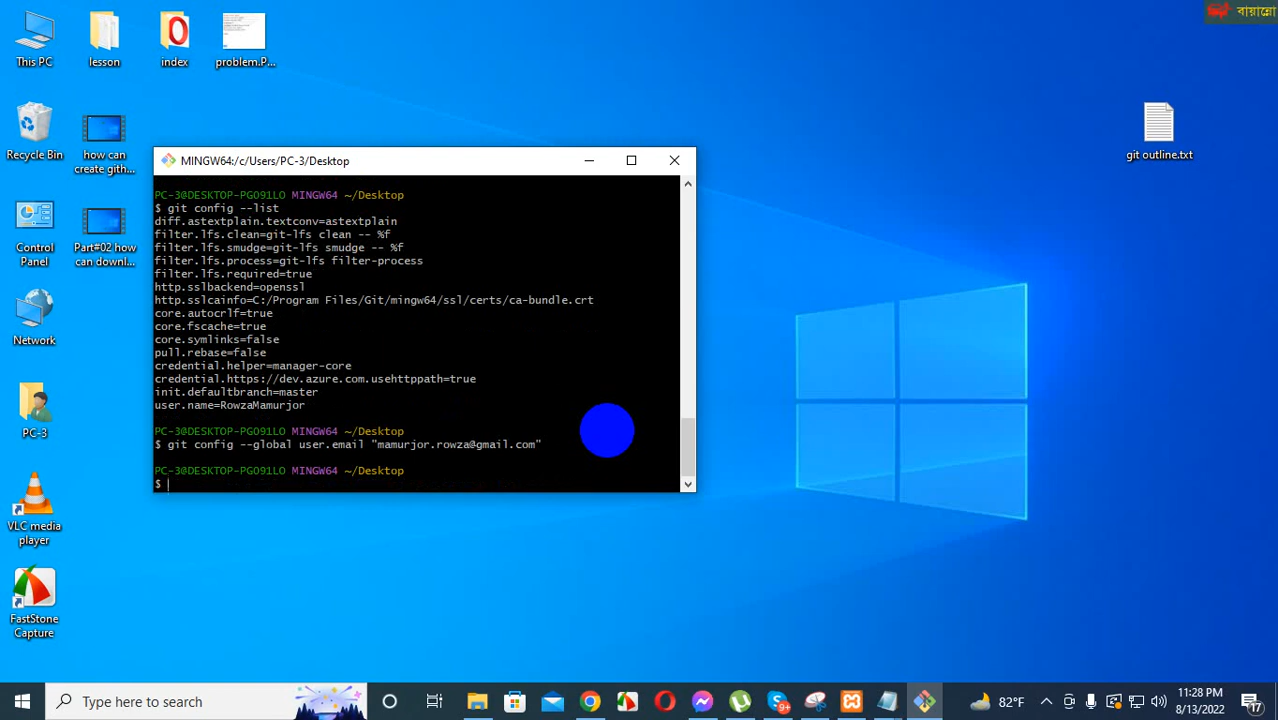 বায়ান্নো
This PC
lesson
index
problem.P...
Recycle Bin
how can
create gith...
git outline.txt
Control
Panel
Part#02 how
can downl...
Network
PC-3
VLC media
player
FastStone
Capture
MINGW64:/c/Users/PC-3/Desktop
PC-3@DESKTOP-PGO91LO MINGW64 ~/Desktop
$ git config --list
diff.astextplain.textconv=astextplain
filter.lfs.clean=git-lfs clean -- %f
filter.lfs.smudge=git-lfs smudge -- %f
filter.lfs.process=git-lfs filter-process
filter.lfs.required=true
http.sslbackend=openssl
http.sslcainfo=C:/Program Files/Git/mingw64/ssl/certs/ca-bundle.crt
core.autocrlf=true
core.fscache=true
core.symlinks=false
pull.rebase=false
credential.helper=manager-core
credential.https://dev.azure.com.usehttppath=true
init.defaultbranch=master
user.name=RowzaMamurjor
PC-3@DESKTOP-PGO91LO MINGW64 ~/Desktop
$ git config --global user.email "mamurjor.rowza@gmail.com"
PC-3@DESKTOP-PGO91LO MINGW64 ~/Desktop
$
Type here to search
9+
82°F
11:28 PM
8/13/2022
17